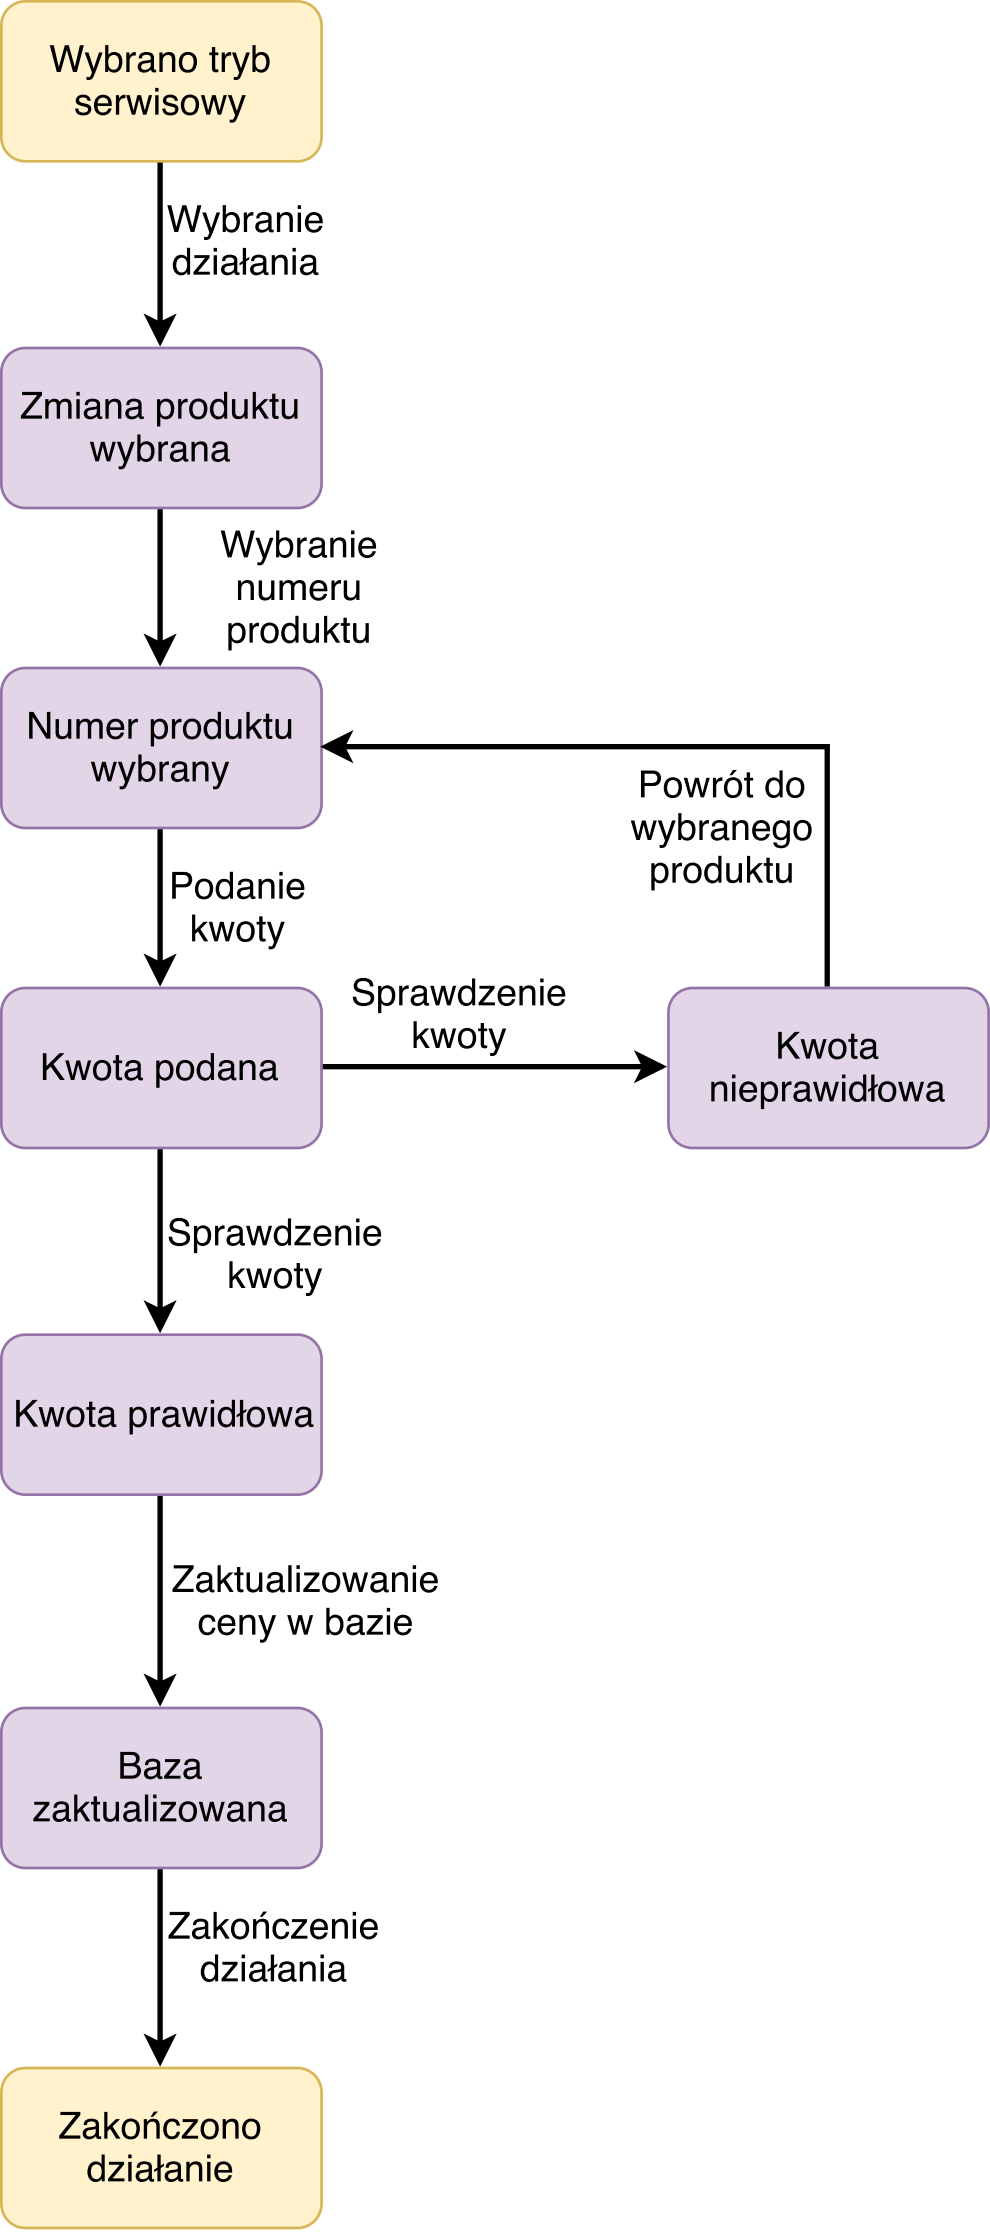 Wybrano tryb
serwisowy
Wybranie
działania
Zmiana produktu
wybrana
Wybranie
numeru
produktu
Numer produktu
wybrany
Powrót do
wybranego
produktu
Podanie
kwoty
Sprawdzenie
kwoty
Kwota podana
Kwota
nieprawidłowa
Sprawdzenie
kwoty
Kwota prawidłowa
Zaktualizowanie
ceny w bazie
Baza
zaktualizowana
Zakończenie
działania
Zakończono
działanie